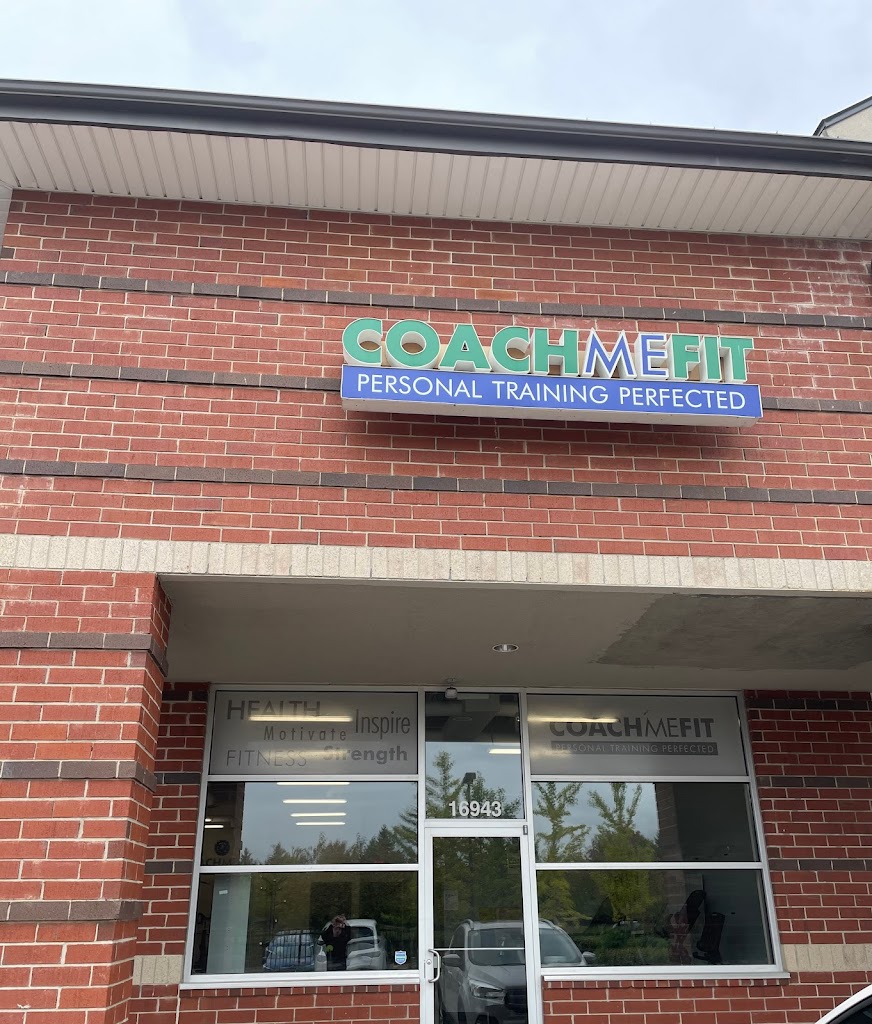 COACHMEFIT
PERSONAL TRAINING PERFECTED
HEALTH
Motivate Inspire
FITNESS Strength
COACHMEFIT
PERSONAL TRAINING PERFECTED
16943